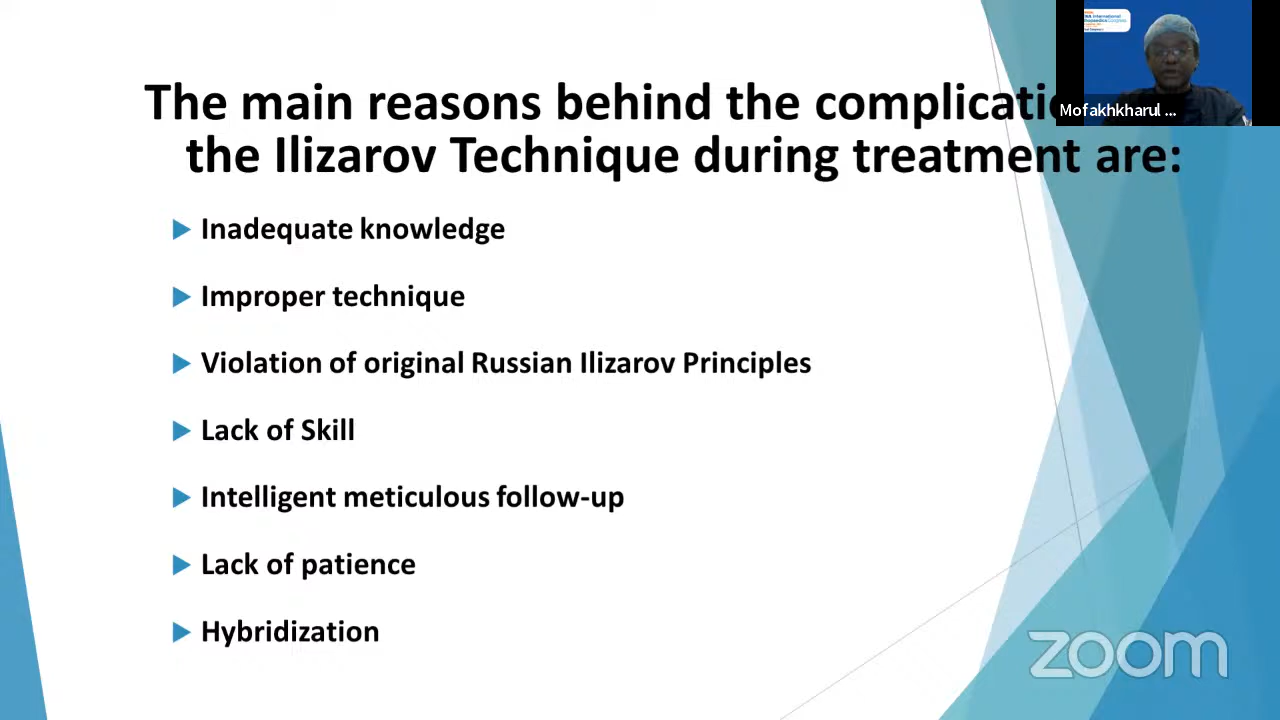 The main reasons behind the
the Ilizarov Technique during treatment are:
Inadequate knowledge
Improper technique
Violation of original Russian Ilizarov Principles
Lack of Skill
Intelligent meticulous follow-up
Lack of patience
Hybridization
Mofakhkharul ...
International
zoom